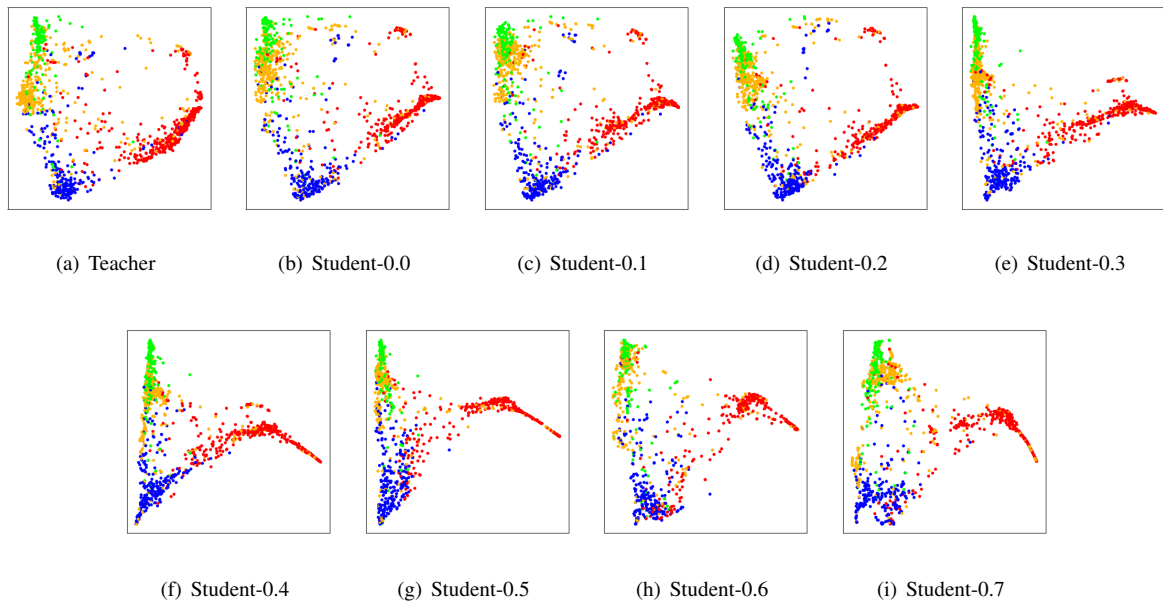 (a) Teacher
(b) Student-0.0
(c) Student-0.1
(d) Student-0.2
(e) Student-0.3
(f) Student-0.4
(g) Student-0.5
(h) Student-0.6
(i) Student-0.7